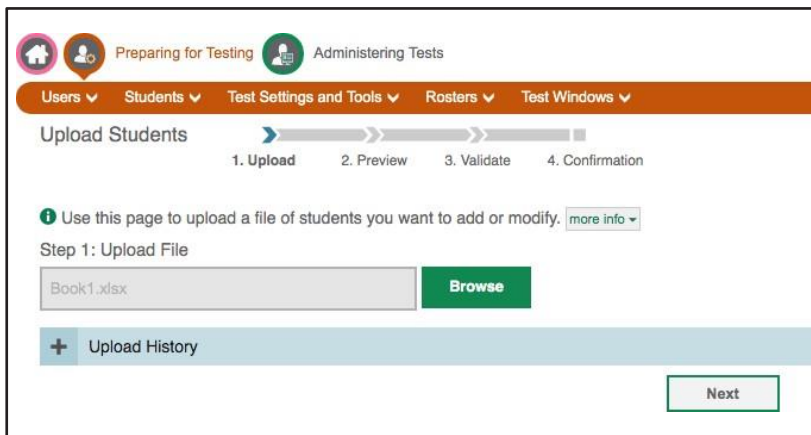 Preparing for Testing Administering Tests
Users Students Test Settings and Tools Rosters Test Windows
Upload Students
1. Upload 2. Preview 3. Validate 4. Confirmation
Use this page to upload a file of students you want to add or modify. more info
Step 1: Upload File
Book1.xlsx Browse
+ Upload History
Next